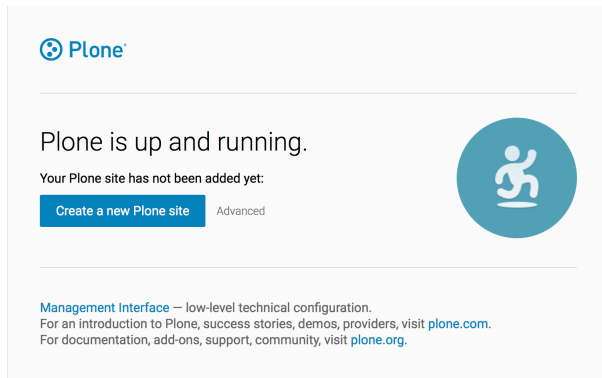 Plone®
Plone is up and running.
Your Plone site has not been added yet:
Create a new Plone site Advanced
Management Interface — low-level technical configuration.
For an introduction to Plone, success stories, demos, providers, visit plone.com.
For documentation, add-ons, support, community, visit plone.org.